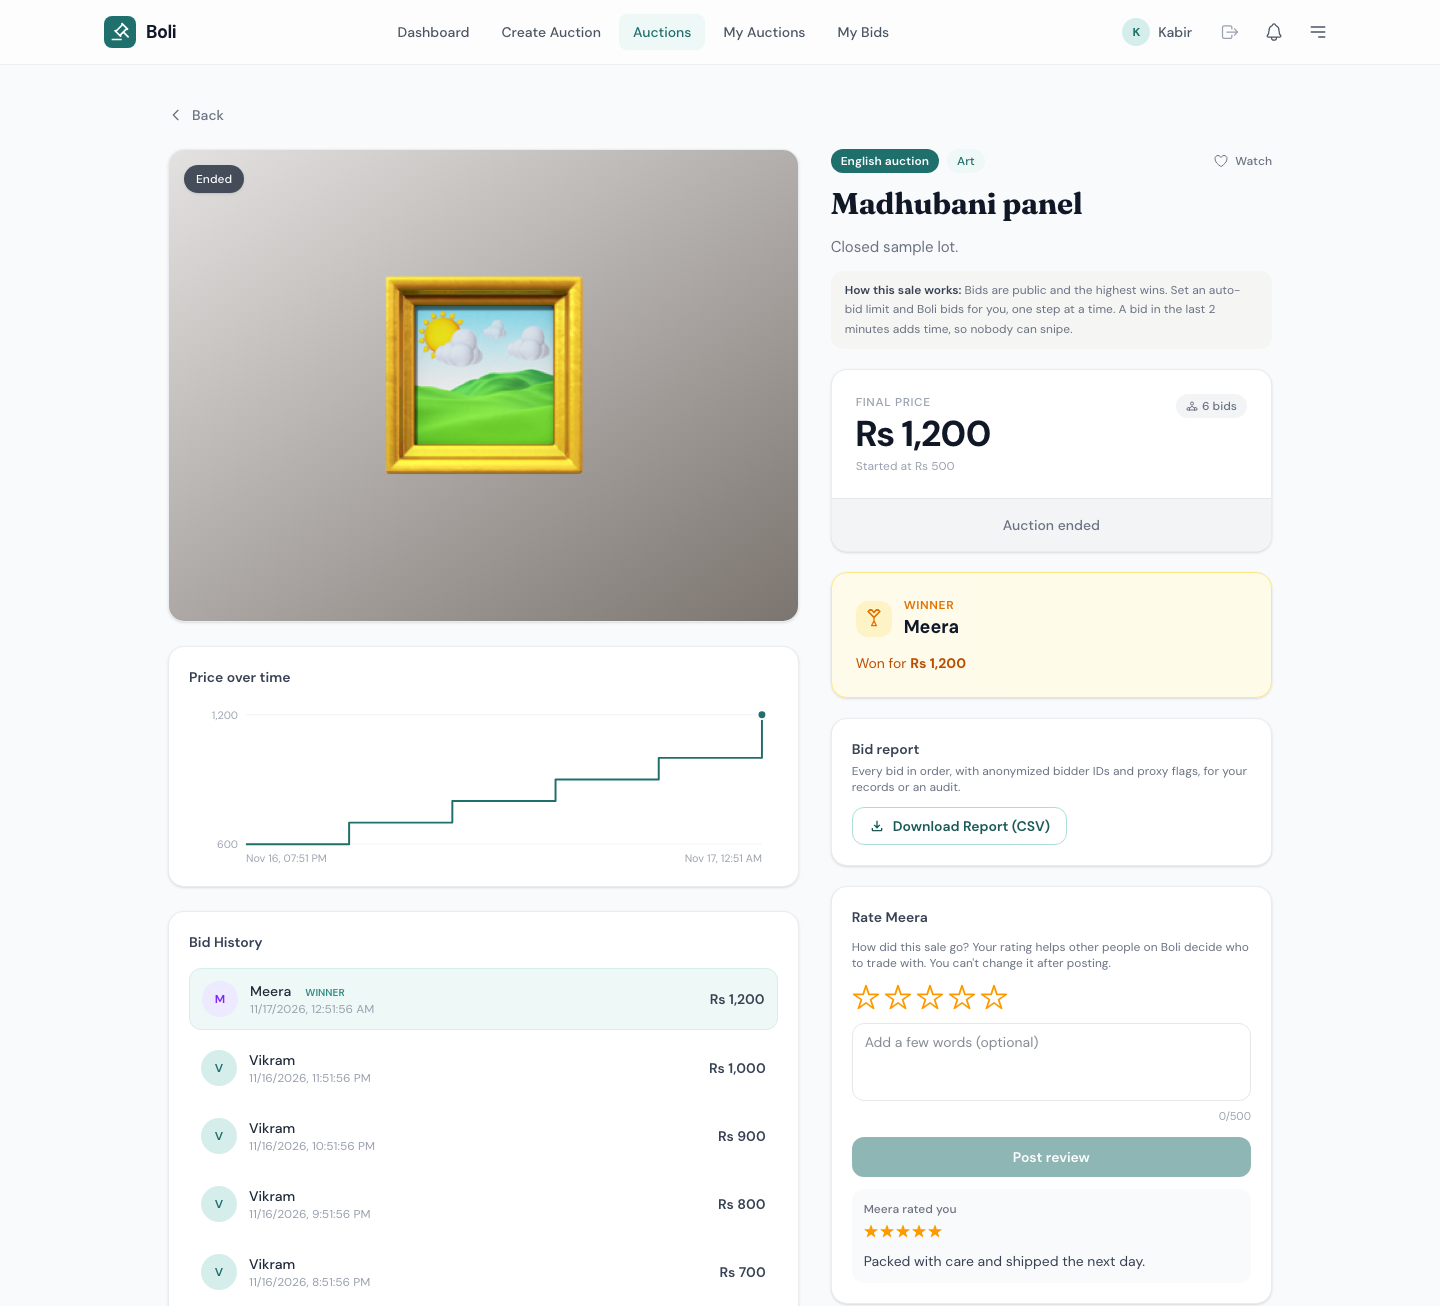 Boli
Dashboard
Create Auction
Auctions
My Auctions
My Bids
K
Kabir
Back
Ended
Price over time
1,200
600
Nov 16, 07:51 PM
Nov 17, 12:51 AM
Bid History
M
Meera WINNER
11/17/2026, 12:51:56 AM
Rs 1,200
V
Vikram
11/16/2026, 11:51:56 PM
Rs 1,000
V
Vikram
11/16/2026, 10:51:56 PM
Rs 900
V
Vikram
11/16/2026, 9:51:56 PM
Rs 800
V
Vikram
11/16/2026, 8:51:56 PM
Rs 700
English auction
Art
Watch
Madhubani panel
Closed sample lot.
How this sale works: Bids are public and the highest wins. Set an auto-
bid limit and Boli bids for you, one step at a time. A bid in the last 2
minutes adds time, so nobody can snipe.
FINAL PRICE
6 bids
Rs 1,200
Started at Rs 500
Auction ended
WINNER
Meera
Won for Rs 1,200
Bid report
Every bid in order, with anonymized bidder IDs and proxy flags, for your
records or an audit.
Download Report (CSV)
Rate Meera
How did this sale go? Your rating helps other people on Boli decide who
to trade with. You can't change it after posting.
Add a few words (optional)
0/500
Post review
Meera rated you
Packed with care and shipped the next day.